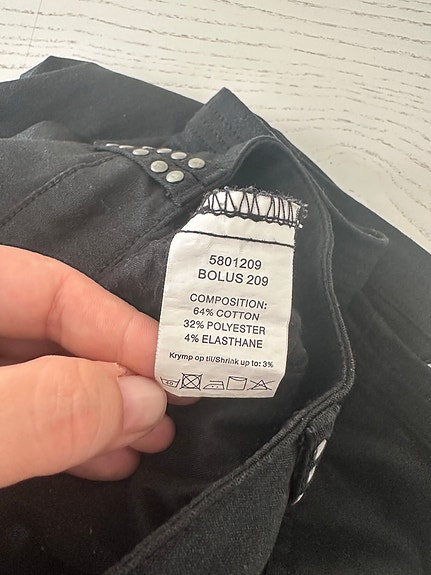 5801209
BOLUS 209
COMPOSITION:
64% COTTON
32% POLYESTER
4% ELASTHANE
Krymp op til/Shrink up to: 3%